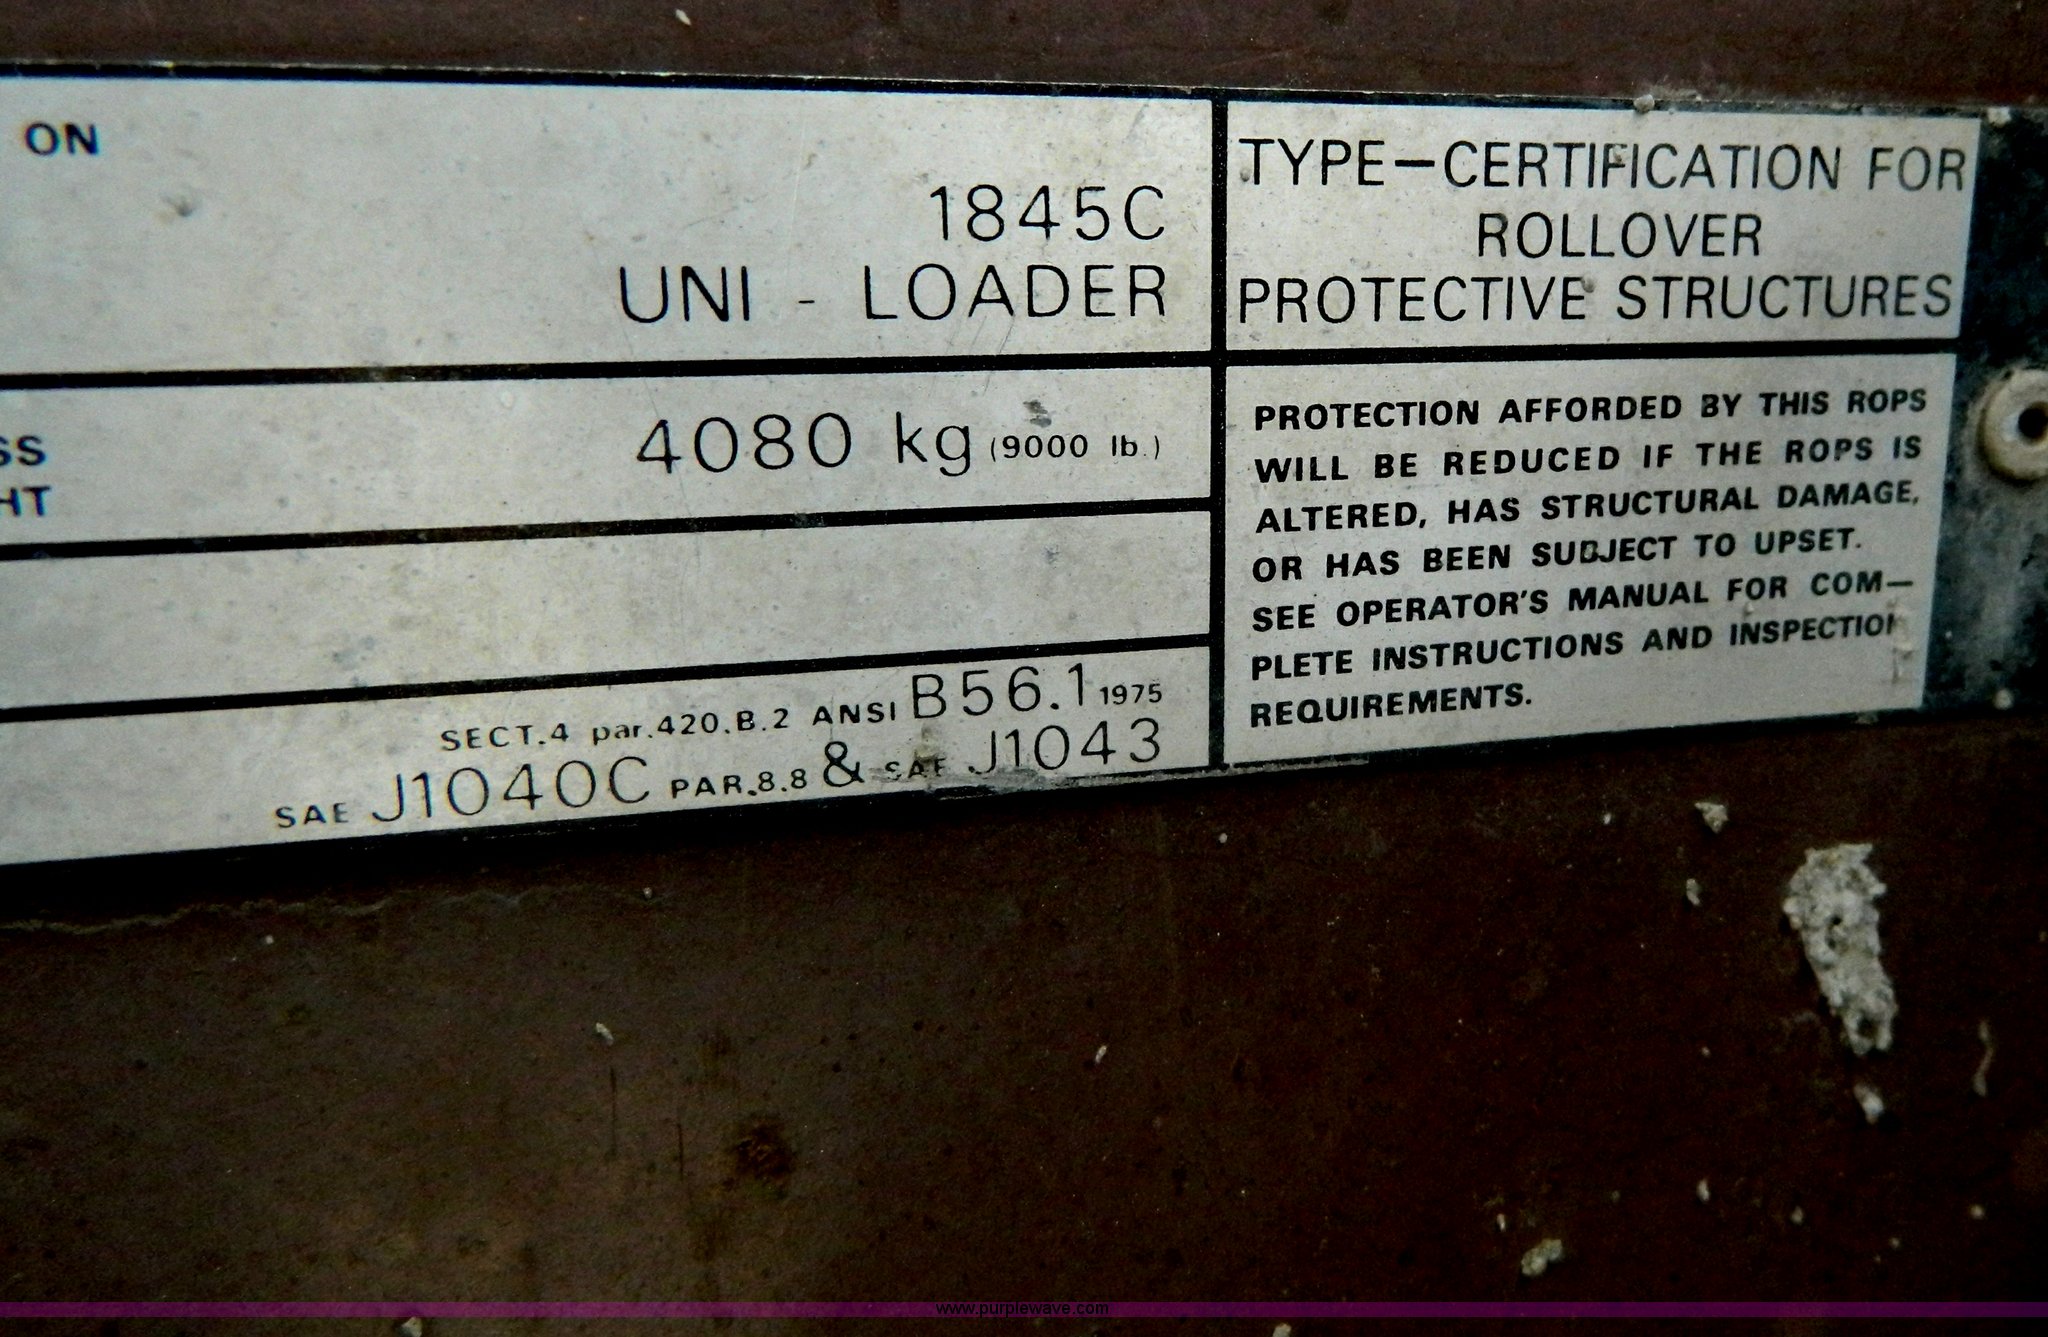 ON
1845C
UNI - LOADER
4080 kg (9000 lb.)
SECT.4 par.420.B.2 ANSI B56.1 1975
SAE J1040C PAR.8.8 & SAE J1043
TYPE—CERTIFICATION FOR
ROLLOVER
PROTECTIVE STRUCTURES
PROTECTION AFFORDED BY THIS ROPS
WILL BE REDUCED IF THE ROPS IS
ALTERED, HAS STRUCTURAL DAMAGE,
OR HAS BEEN SUBJECT TO UPSET.
SEE OPERATOR'S MANUAL FOR COM—
PLETE INSTRUCTIONS AND INSPECTION
REQUIREMENTS.
www.purplewave.com